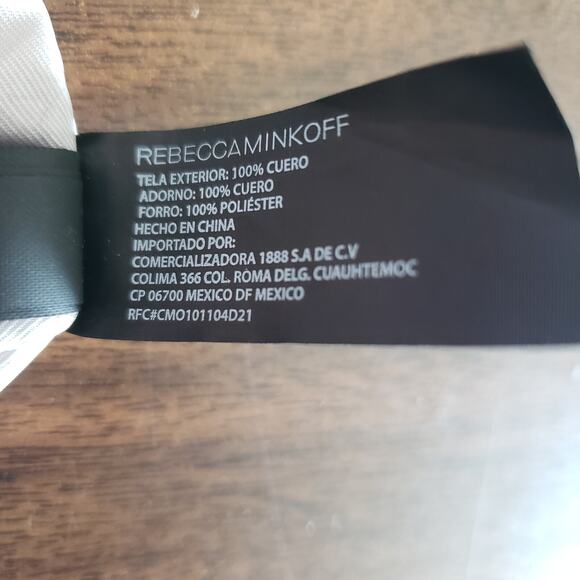 REBECCAMINKOFF
TELA EXTERIOR: 100% CUERO
ADORNO: 100% CUERO
FORRO: 100% POLIÉSTER
HECHO EN CHINA
IMPORTADO POR:
COMERCIALIZADORA 1888 S.A DE C.V
COLIMA 366 COL. ROMA DELG. CUAUHTEMOC
CP 06700 MEXICO DF MEXICO
RFC#CMO101104D21